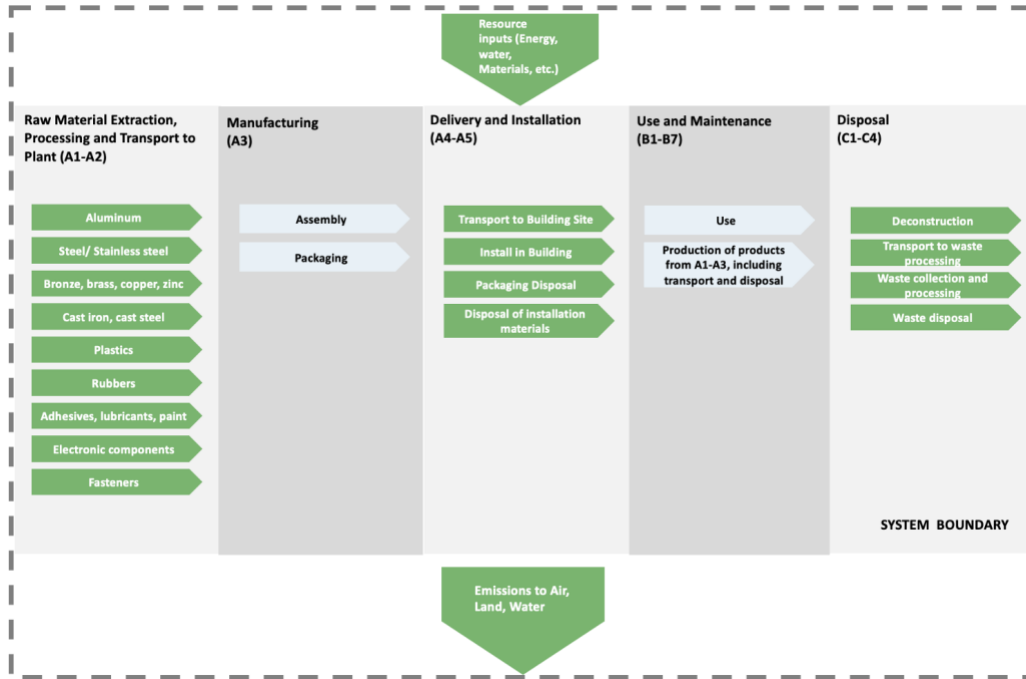 Resource
inputs (Energy,
water,
Materials, etc.)
Raw Material Extraction,
Processing and Transport to
Plant (A1-A2)
Aluminum
Steel/ Stainless steel
Bronze, brass, copper, zinc
Cast iron, cast steel
Plastics
Rubbers
Adhesives, lubricants, paint
Electronic components
Fasteners
Manufacturing
(A3)
Assembly
Packaging
Delivery and Installation
(A4-A5)
Transport to Building Site
Install in Building
Packaging Disposal
Disposal of installation
materials
Use and Maintenance
(B1-B7)
Use
Production of products
from A1-A3, including
transport and disposal
Disposal
(C1-C4)
Deconstruction
Transport to waste
processing
Waste collection and
processing
Waste disposal
SYSTEM BOUNDARY
Emissions to Air,
Land, Water